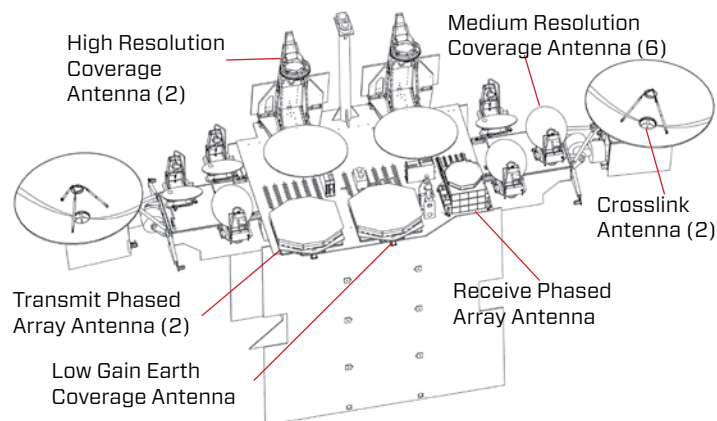 High Resolution
Coverage
Antenna (2)
Medium Resolution
Coverage Antenna (6)
Crosslink
Antenna (2)
Receive Phased
Array Antenna
Transmit Phased
Array Antenna (2)
Low Gain Earth
Coverage Antenna